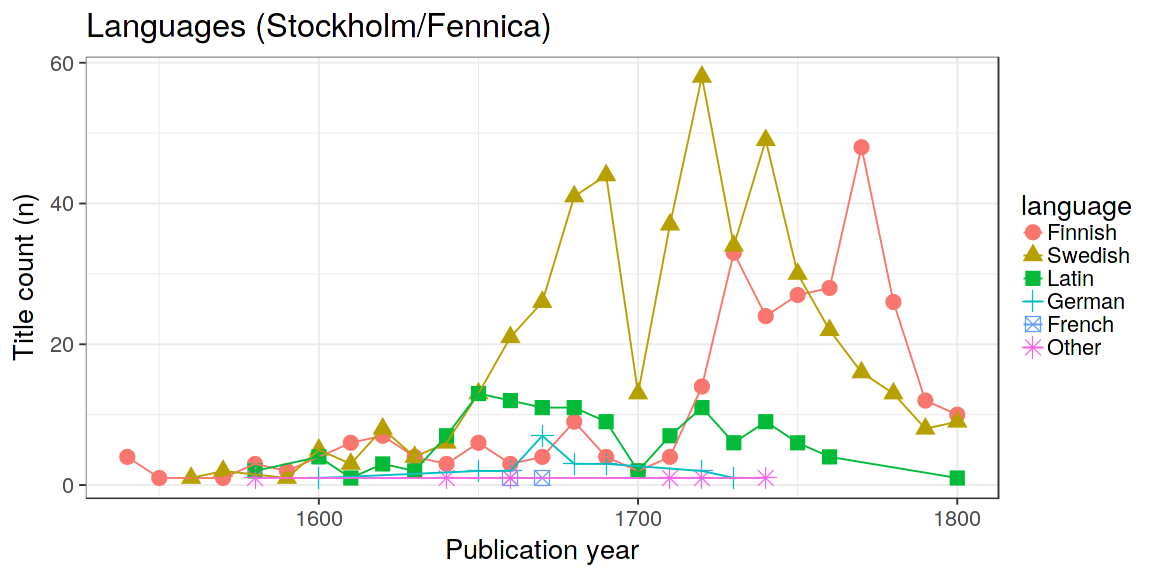 Languages (Stockholm/Fennica)
Title count (n)
60
40
20
0
1600
1700
1800
Publication year
language
Finnish
Swedish
Latin
German
French
Other